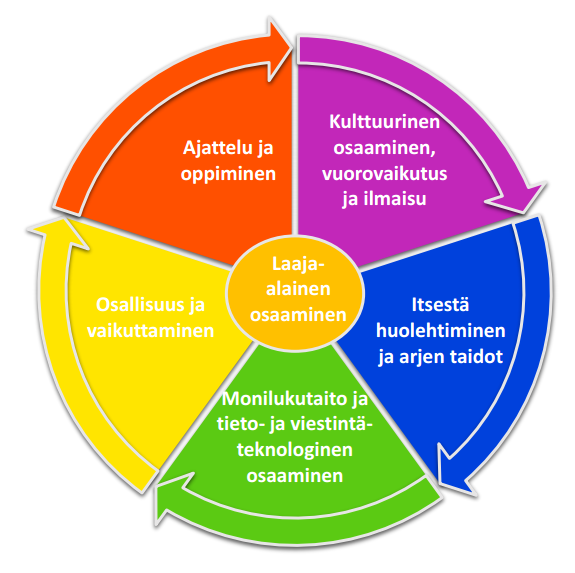 Ajattelu ja
oppiminen
Kulttuurinen
osaaminen,
vuorovaikutus
ja ilmaisu
Laaja-
alainen
osaaminen
Osallisuus ja
vaikuttaminen
Itsestä
huolehtiminen
ja arjen taidot
Monilukutaito ja
tieto- ja viestintä-
teknologinen
osaaminen